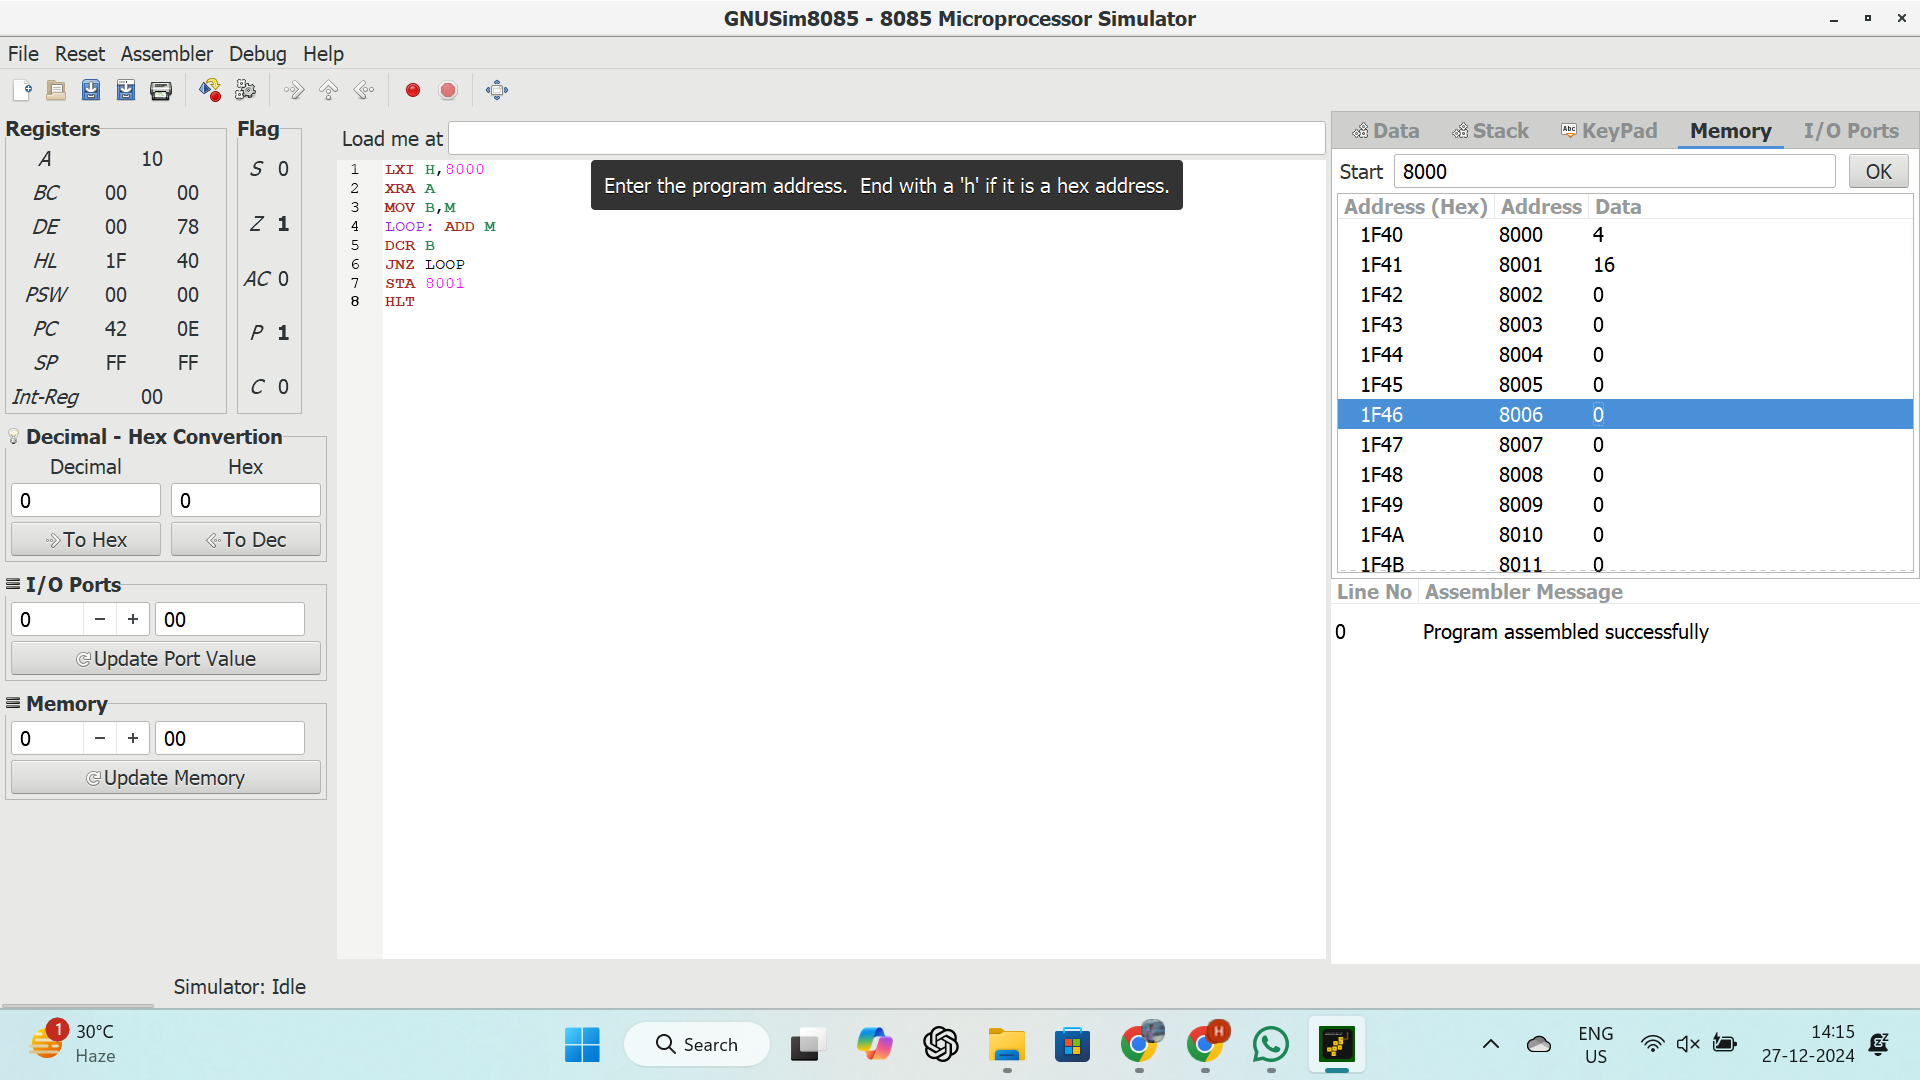 GNUSim8085 - 8085 Microprocessor Simulator
File Reset Assembler Debug Help
Registers
A 10
BC 00 00
DE 00 78
HL 1F 40
PSW 00 00
PC 42 0E
SP FF FF
Int-Reg 00
Flag
S 0
Z 1
AC 0
P 1
C 0
Decimal - Hex Convertion
Decimal Hex
0 0
To Hex To Dec
I/O Ports
0 − + 00
Update Port Value
Memory
0 − + 00
Update Memory
Load me at
Enter the program address. End with a 'h' if it is a hex address.
1 LXI H,8000
2 XRA A
3 MOV B,M
4 LOOP: ADD M
5 DCR B
6 JNZ LOOP
7 STA 8001
8 HLT
Data Stack Abc KeyPad Memory I/O Ports
Start 8000 OK
Address (Hex) Address Data
1F40 8000 4
1F41 8001 16
1F42 8002 0
1F43 8003 0
1F44 8004 0
1F45 8005 0
1F46 8006 0
1F47 8007 0
1F48 8008 0
1F49 8009 0
1F4A 8010 0
1F4B 8011 0
Line No Assembler Message
0 Program assembled successfully
Simulator: Idle
1
30°C
Haze
Search
H
ENG
US
14:15
27-12-2024